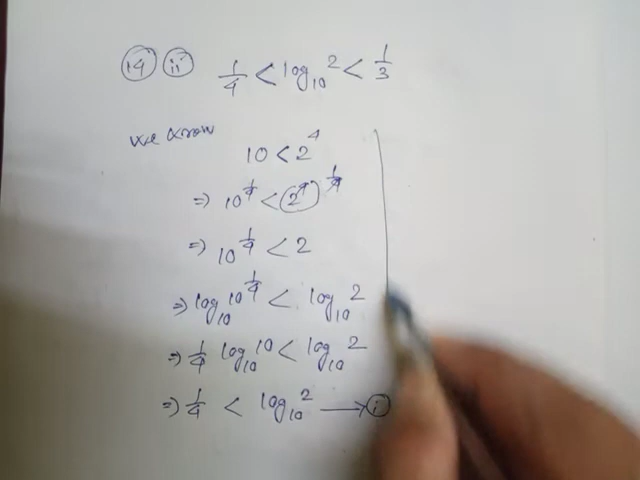 14 ii 1/4 < log₁₀ 2 < 1/3
We know
10 < 2⁴
⇒ 10^(1/4) < (2⁴)^(1/4)
⇒ 10^(1/4) < 2
⇒ log₁₀ 10^(1/4) < log₁₀ 2
⇒ 1/4 log₁₀ 10 < log₁₀ 2
⇒ 1/4 < log₁₀ 2 → i